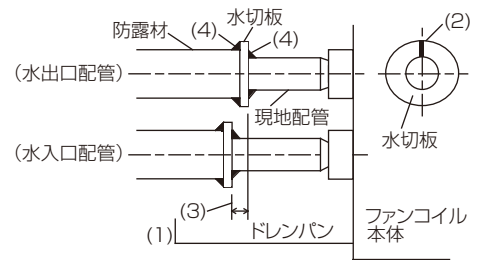 水切板
防露材
(4)
(4)
(2)
(水出口配管)
現地配管
水切板
(水入口配管)
(3)
(1)
ドレンパン
ファンコイル
本体